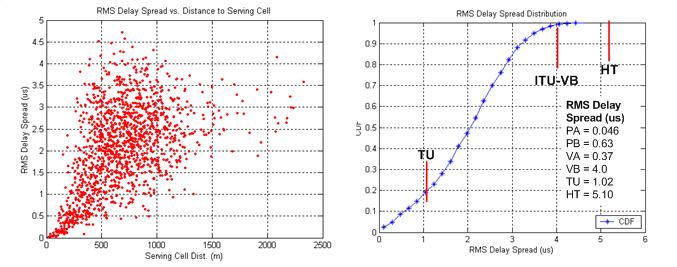 RMS Delay Spread vs. Distance to Serving Cell
5
4.5
4
3.5
3
2.5
2
1.5
1
0.5
0
RMS Delay Spread (us)
0 500 1000 1500 2000 2500
Serving Cell Dist. (m)
RMS Delay Spread Distribution
1
0.9
0.8
0.7
0.6
0.5
0.4
0.3
0.2
0.1
0
CDF
TU
ITU-VB
HT
RMS Delay
Spread (us)
PA = 0.046
PB = 0.63
VA = 0.37
VB = 4.0
TU = 1.02
HT = 5.10
CDF
0 1 2 3 4 5 6
RMS Delay Spread (us)